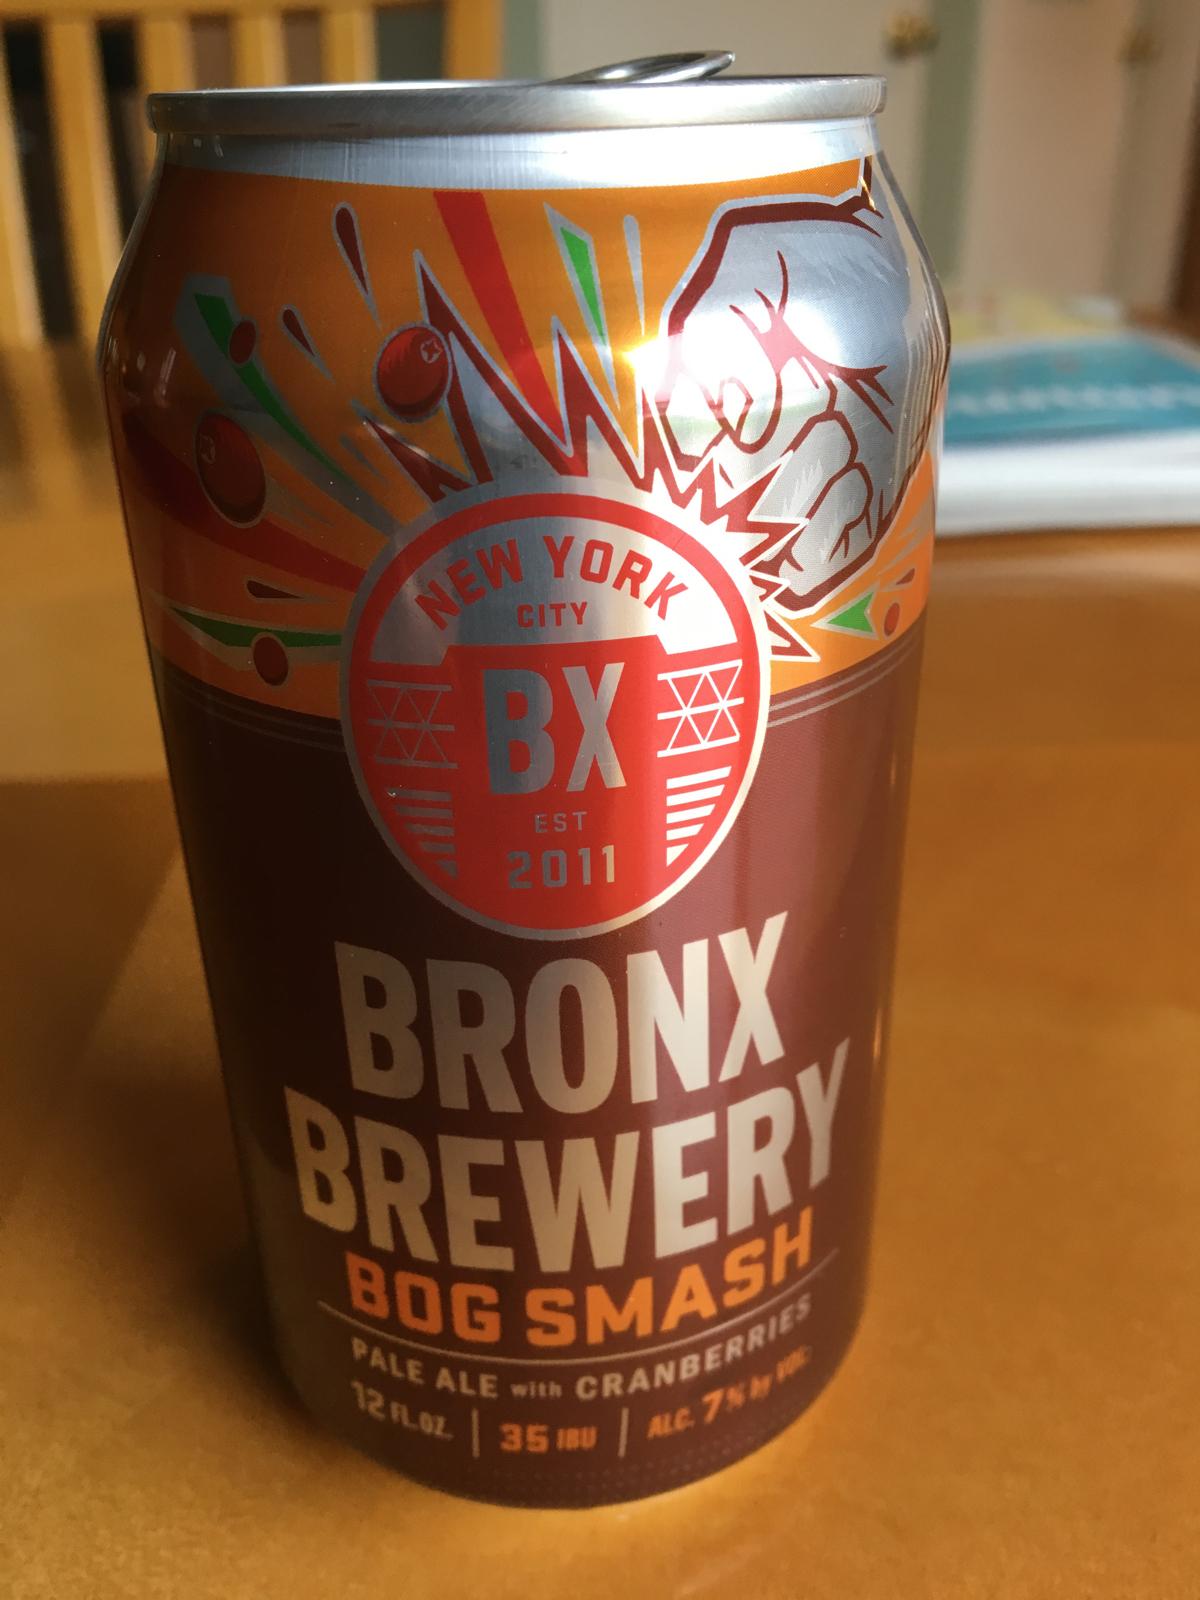 NEW YORK
CITY
BX
EST
2011
BRONX
BREWERY
BOG SMASH
PALE ALE with CRANBERRIES
12 FL.OZ. | 35 IBU | ALC. 7% by VOL.